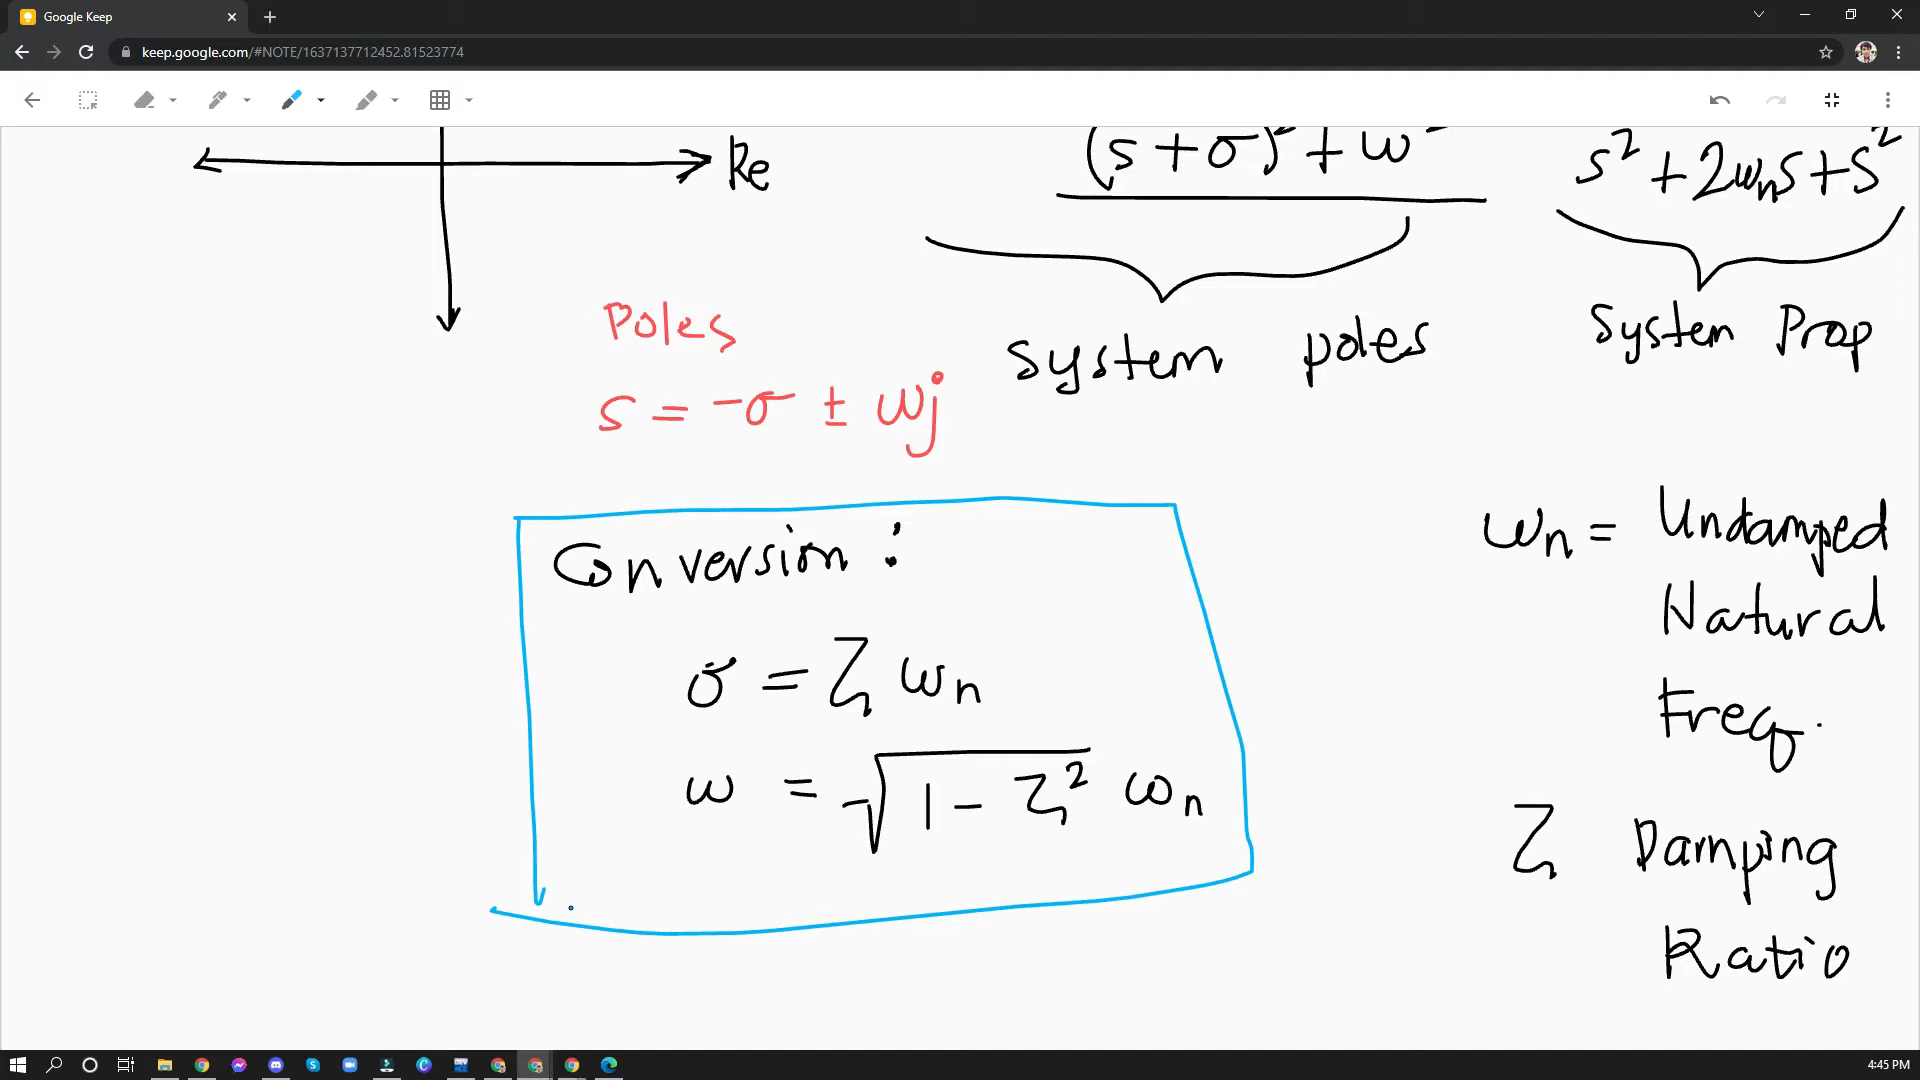 Google Keep
keep.google.com/#NOTE/1637137712452.81523774
Re
(s + σ)² + ω²
s² + 2ωₙs + s²
System poles
System Prop
Poles
s = -σ ± ωj
Conversion :
σ = ζ ωₙ
ω = √(1 - ζ²) ωₙ
ωₙ = Undamped
Natural
Freq.
ζ Damping
Ratio
4:45 PM